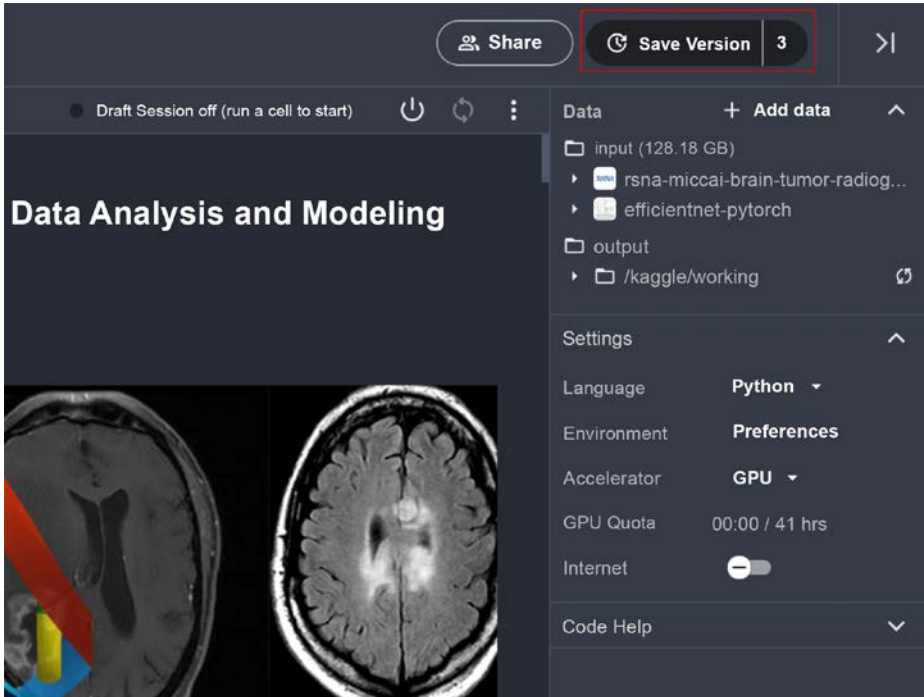 Share
Save Version 3
Draft Session off (run a cell to start)
Data Analysis and Modeling
Data + Add data
input (128.18 GB)
rsna-miccai-brain-tumor-radiog...
efficientnet-pytorch
output
/kaggle/working
Settings
Language Python
Environment Preferences
Accelerator GPU
GPU Quota 00:00 / 41 hrs
Internet
Code Help